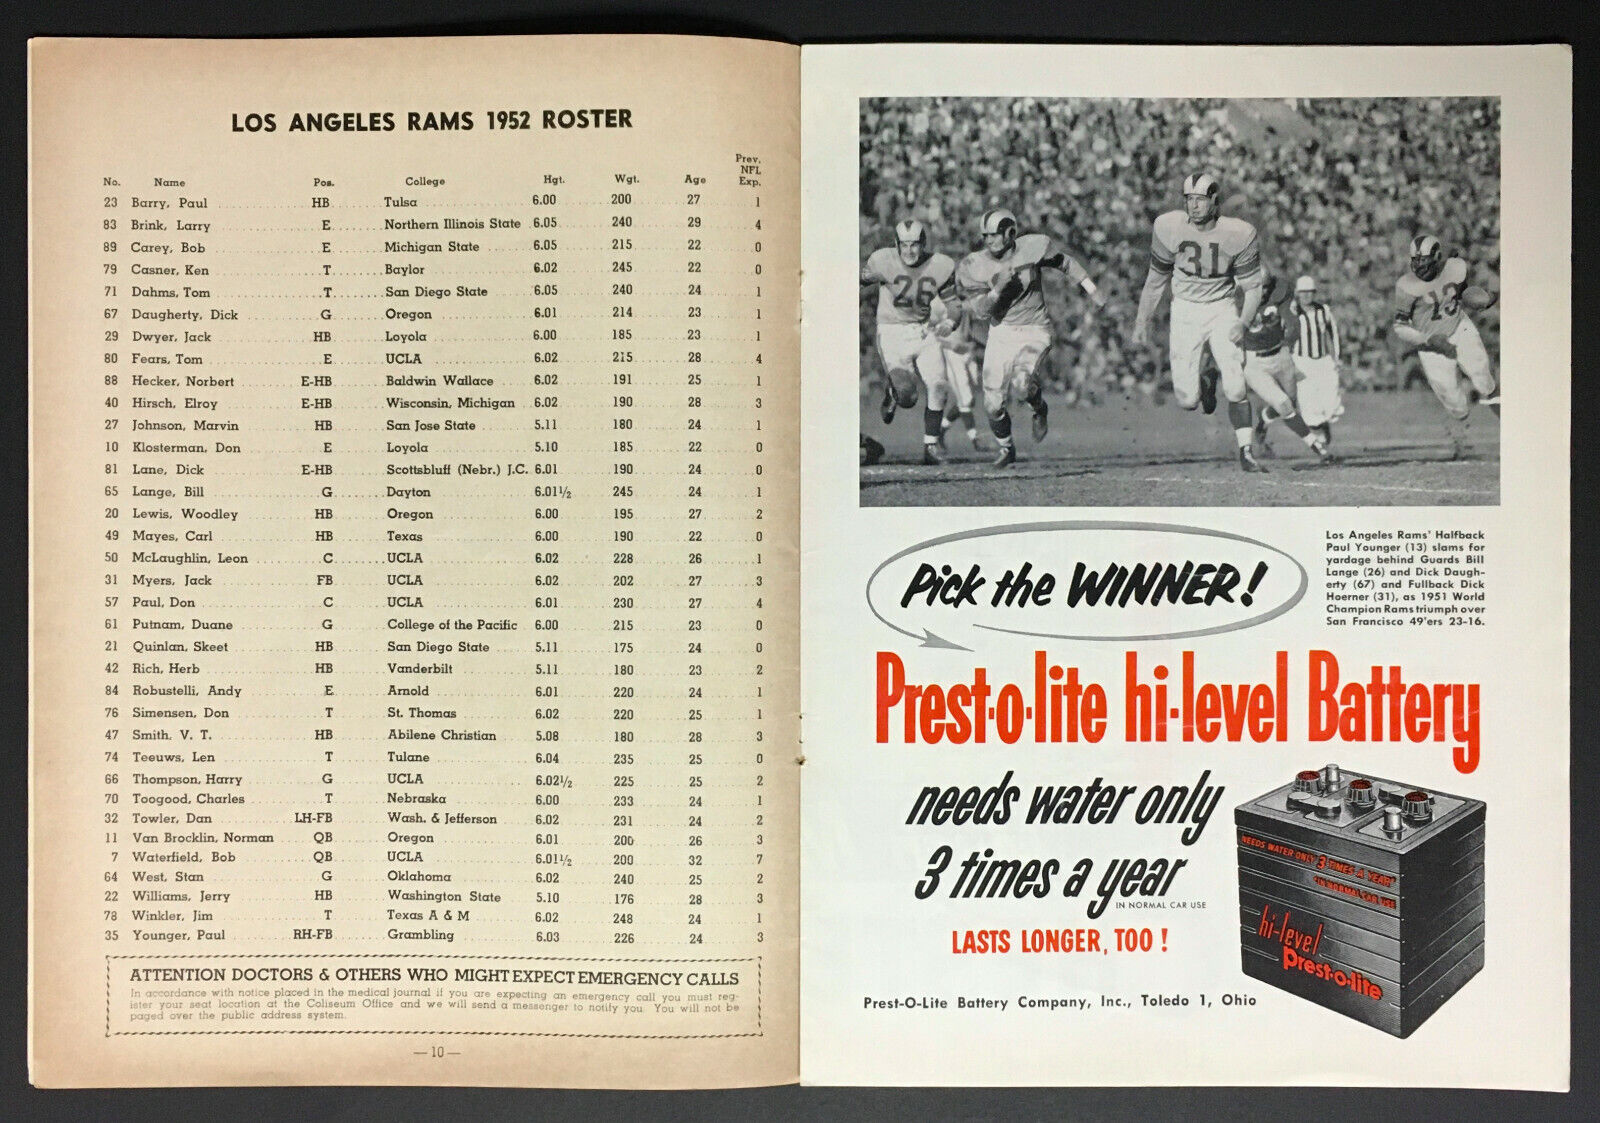 LOS ANGELES RAMS 1952 ROSTER
Prev.
NFL
No. Name Pos. College Hgt. Wgt. Age Exp.
23 Barry, Paul HB Tulsa 6.00 200 27 1
83 Brink, Larry E Northern Illinois State 6.05 240 29 4
89 Carey, Bob E Michigan State 6.05 215 22 0
79 Casner, Ken T Baylor 6.02 245 22 0
71 Dahms, Tom T San Diego State 6.05 240 24 1
67 Daugherty, Dick G Oregon 6.01 214 23 1
29 Dwyer, Jack HB Loyola 6.00 185 23 1
80 Fears, Tom E UCLA 6.02 215 28 4
88 Hecker, Norbert E-HB Baldwin Wallace 6.02 191 25 1
40 Hirsch, Elroy E-HB Wisconsin, Michigan 6.02 190 28 3
27 Johnson, Marvin HB San Jose State 5.11 180 24 1
10 Klosterman, Don E Loyola 5.10 185 22 0
81 Lane, Dick E-HB Scottsbluff (Nebr.) J.C. 6.01 190 24 0
65 Lange, Bill G Dayton 6.01½ 245 24 1
20 Lewis, Woodley HB Oregon 6.00 195 27 2
49 Mayes, Carl HB Texas 6.00 190 22 0
50 McLaughlin, Leon C UCLA 6.02 228 26 1
31 Myers, Jack FB UCLA 6.02 202 27 3
57 Paul, Don C UCLA 6.01 230 27 4
61 Putnam, Duane G College of the Pacific 6.00 215 23 0
21 Quinlan, Skeet HB San Diego State 5.11 175 24 0
42 Rich, Herb HB Vanderbilt 5.11 180 23 2
84 Robustelli, Andy E Arnold 6.01 220 24 1
76 Simensen, Don T St. Thomas 6.02 220 25 1
47 Smith, V. T. HB Abilene Christian 5.08 180 28 3
74 Teeuws, Len T Tulane 6.04 235 25 0
66 Thompson, Harry G UCLA 6.02½ 225 25 2
70 Toogood, Charles T Nebraska 6.00 233 24 1
32 Towler, Dan LH-FB Wash. & Jefferson 6.02 231 24 2
11 Van Brocklin, Norman QB Oregon 6.01 200 26 3
7 Waterfield, Bob QB UCLA 6.01½ 200 32 7
64 West, Stan G Oklahoma 6.02 240 25 2
22 Williams, Jerry HB Washington State 5.10 176 28 3
78 Winkler, Jim T Texas A & M 6.02 248 24 1
35 Younger, Paul RH-FB Grambling 6.03 226 24 3
ATTENTION DOCTORS & OTHERS WHO MIGHT EXPECT EMERGENCY CALLS
In accordance with notice placed in the medical journal if you are expecting an emergency call you must reg-
ister your seat location at the Coliseum Office and we will send a messenger to notify you. You will not be
paged over the public address system.
—10—
26
31
13
Los Angeles Rams' Halfback
Paul Younger (13) slams for
yardage behind Guards Bill
Lange (26) and Dick Daugh-
erty (67) and Fullback Dick
Hoerner (31), as 1951 World
Champion Rams triumph over
San Francisco 49'ers 23-16.
Pick the WINNER!
Prest-o-lite hi-level Battery
needs water only
3 times a year
IN NORMAL CAR USE
LASTS LONGER, TOO!
NEEDS WATER ONLY 3-TIMES A YEAR*
*IN NORMAL CAR USE
hi-level
prest-o-lite
Prest-O-Lite Battery Company, Inc., Toledo 1, Ohio